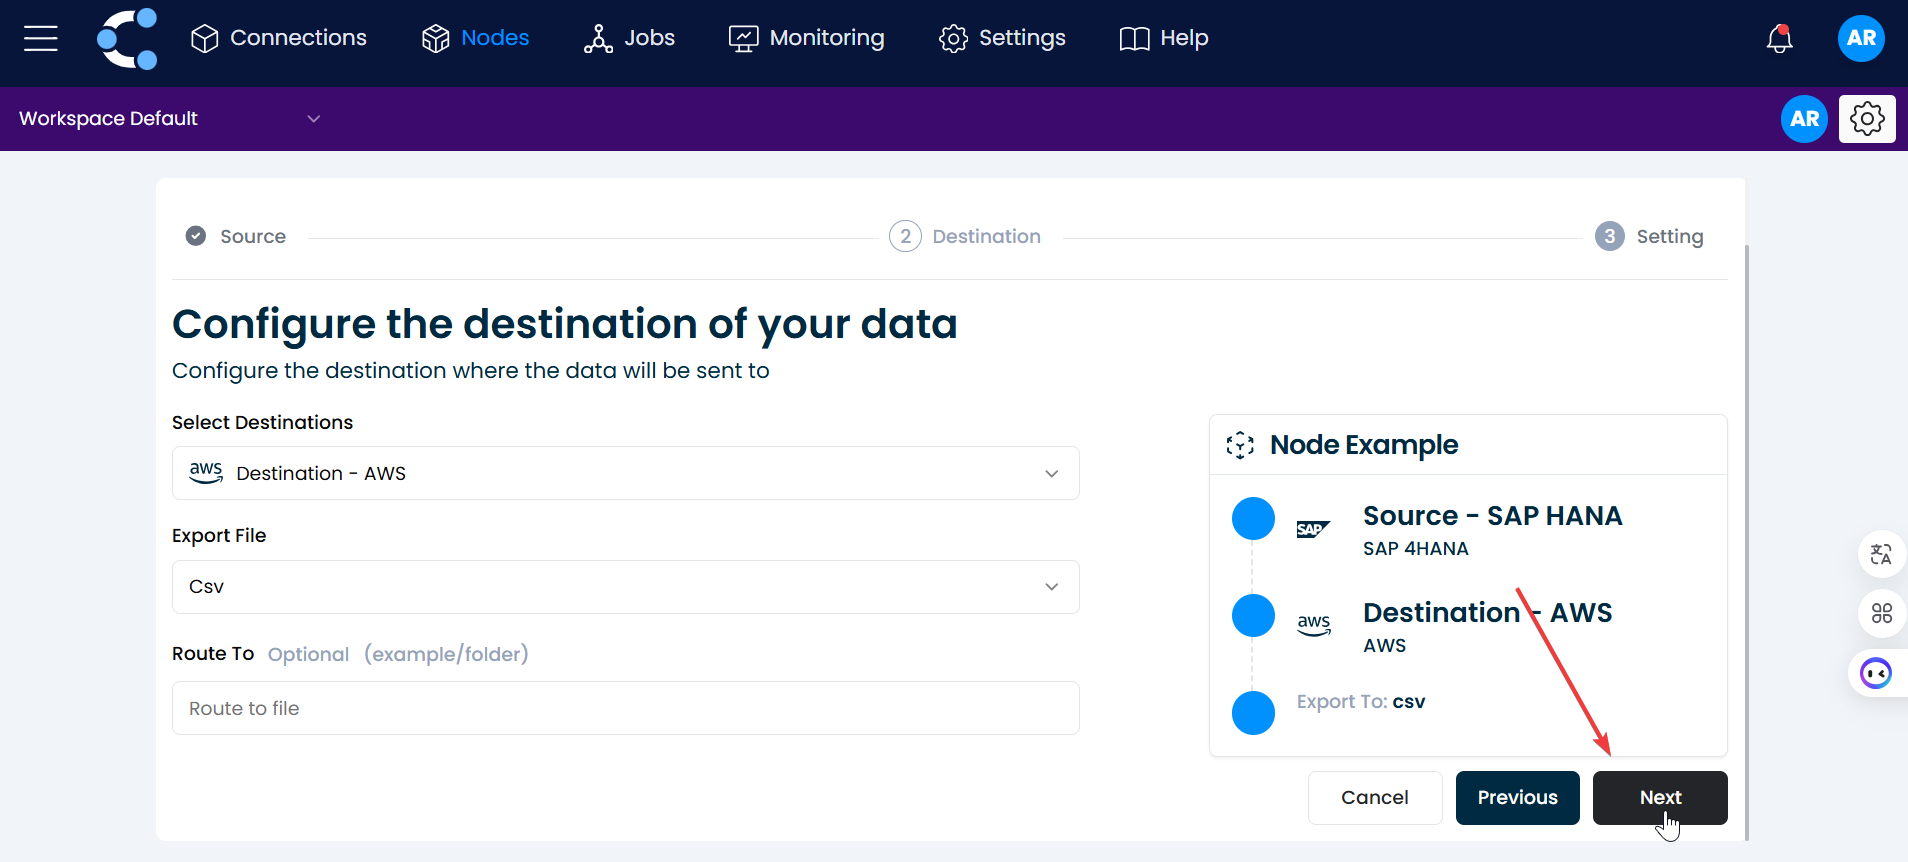 Connections Nodes Jobs Monitoring Settings Help AR
Workspace Default AR
Source 2 Destination 3 Setting
Configure the destination of your data
Configure the destination where the data will be sent to
Select Destinations
aws Destination - AWS
Export File
Csv
Route To Optional (example/folder)
Route to file
Node Example
SAP Source - SAP HANA
SAP 4HANA
aws Destination - AWS
AWS
Export To: csv
Cancel Previous Next